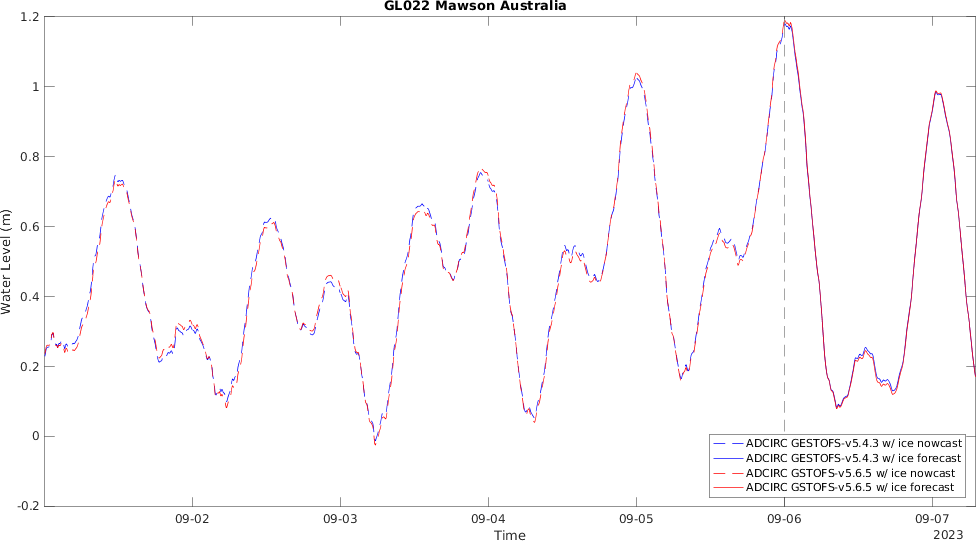 GL022 Mawson Australia
1.2
1
0.8
0.6
0.4
0.2
0
-0.2
Water Level (m)
ADCIRC GESTOFS-v5.4.3 w/ ice nowcast
ADCIRC GESTOFS-v5.4.3 w/ ice forecast
ADCIRC GSTOFS-v5.6.5 w/ ice nowcast
ADCIRC GSTOFS-v5.6.5 w/ ice forecast
09-02 09-03 09-04 09-05 09-06 09-07
Time 2023